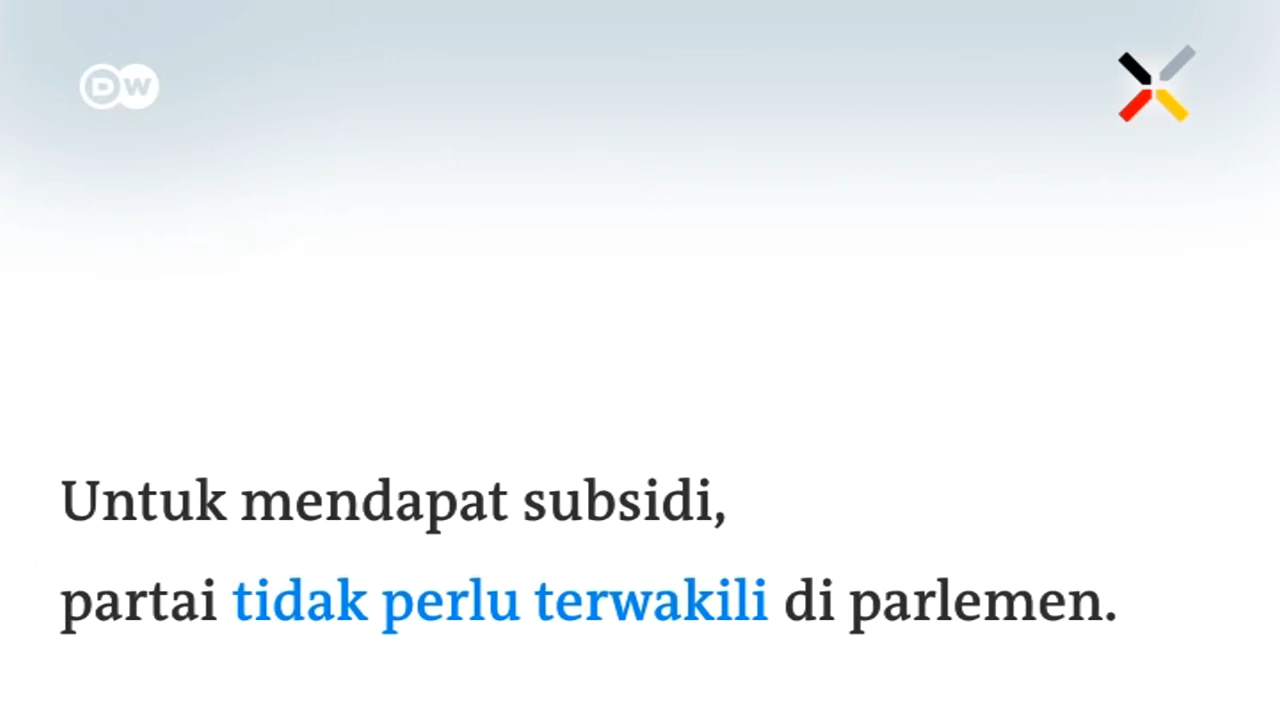 DW
Untuk mendapat subsidi,
partai tidak perlu terwakili di parlemen.